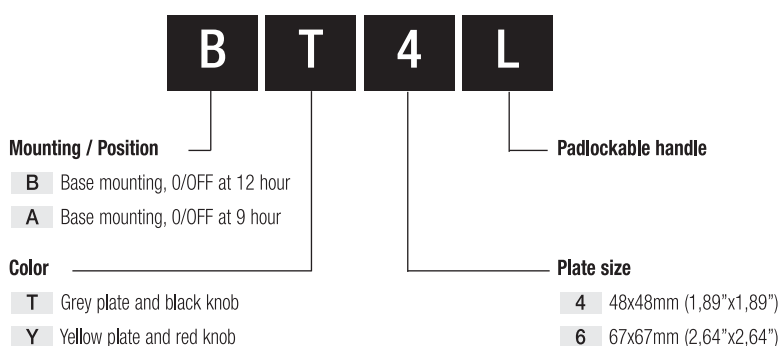 B T 4 L
Mounting / Position
B Base mounting, 0/OFF at 12 hour
A Base mounting, 0/OFF at 9 hour
Color
T Grey plate and black knob
Y Yellow plate and red knob
Padlockable handle
Plate size
4 48x48mm (1,89”x1,89”)
6 67x67mm (2,64”x2,64”)